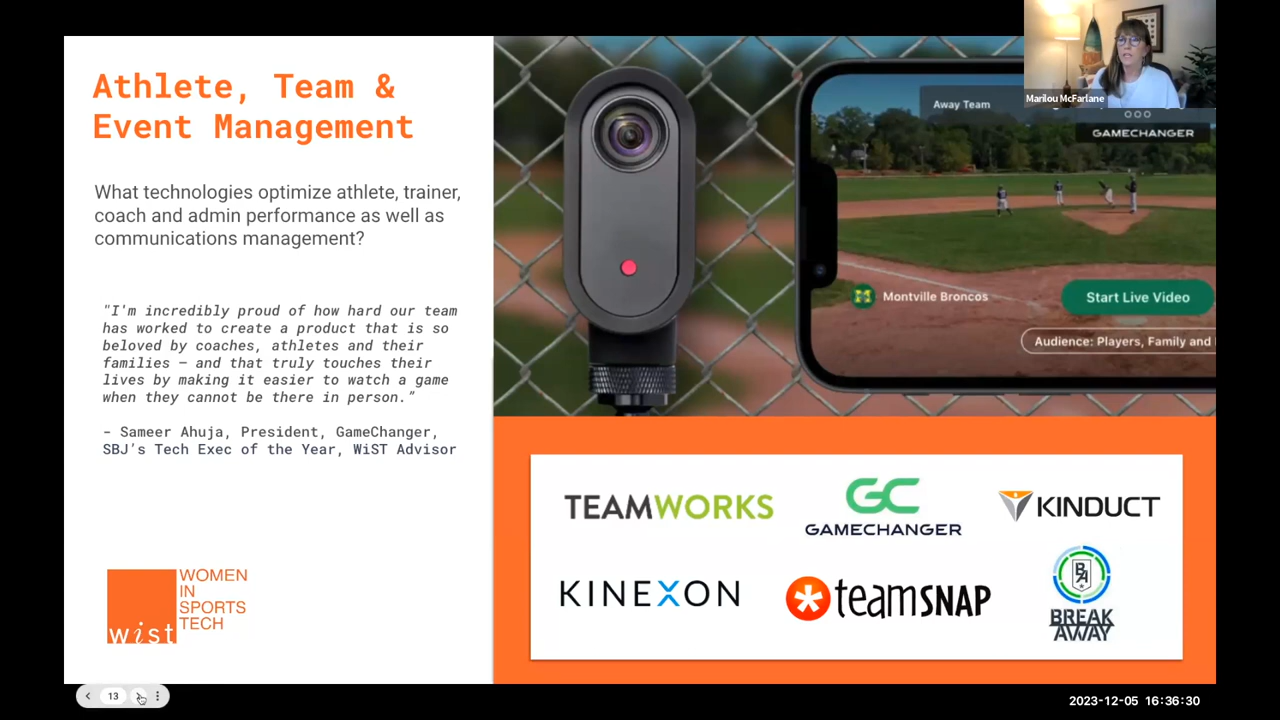 Athlete, Team &
Event Management
What technologies optimize athlete, trainer,
coach and admin performance as well as
communications management?
"I'm incredibly proud of how hard our team
has worked to create a product that is so
beloved by coaches, athletes and their
families – and that truly touches their
lives by making it easier to watch a game
when they cannot be there in person.”
- Sameer Ahuja, President, GameChanger,
SBJ’s Tech Exec of the Year, WiST Advisor
wist
WOMEN
IN
SPORTS
TECH
Marilou McFarlane
Away Team
GAMECHANGER
Montville Broncos
Start Live Video
Audience: Players, Family and
TEAMWORKS
GC
GAMECHANGER
KINDUCT
KINEXON
teamSNAP
BA
BREAK
AWAY
13
2023-12-05 16:36:30